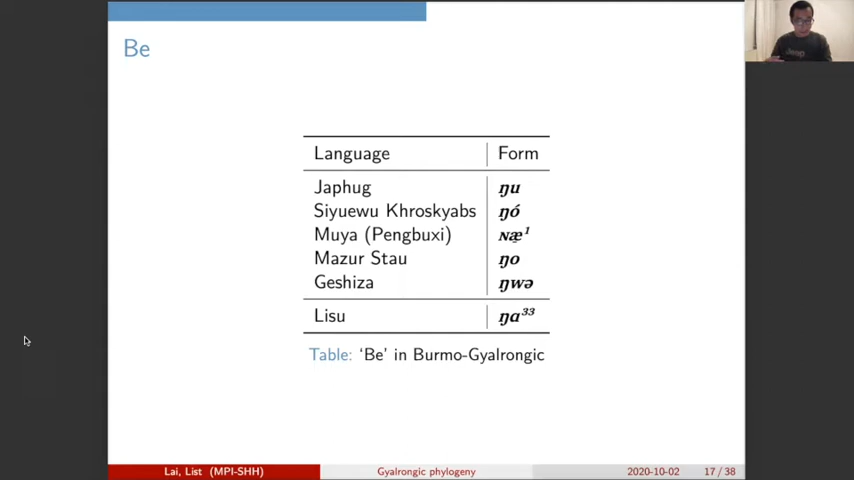 Be
Language Form
Japhug ŋu
Siyuewu Khroskyabs ŋó
Muya (Pengbuxi) ɴæ̠¹
Mazur Stau ŋo
Geshiza ŋwə
Lisu ŋɑ³³
Table: ‘Be’ in Burmo-Gyalrongic
Lai, List (MPI-SHH) Gyalrongic phylogeny 2020-10-02 17 / 38